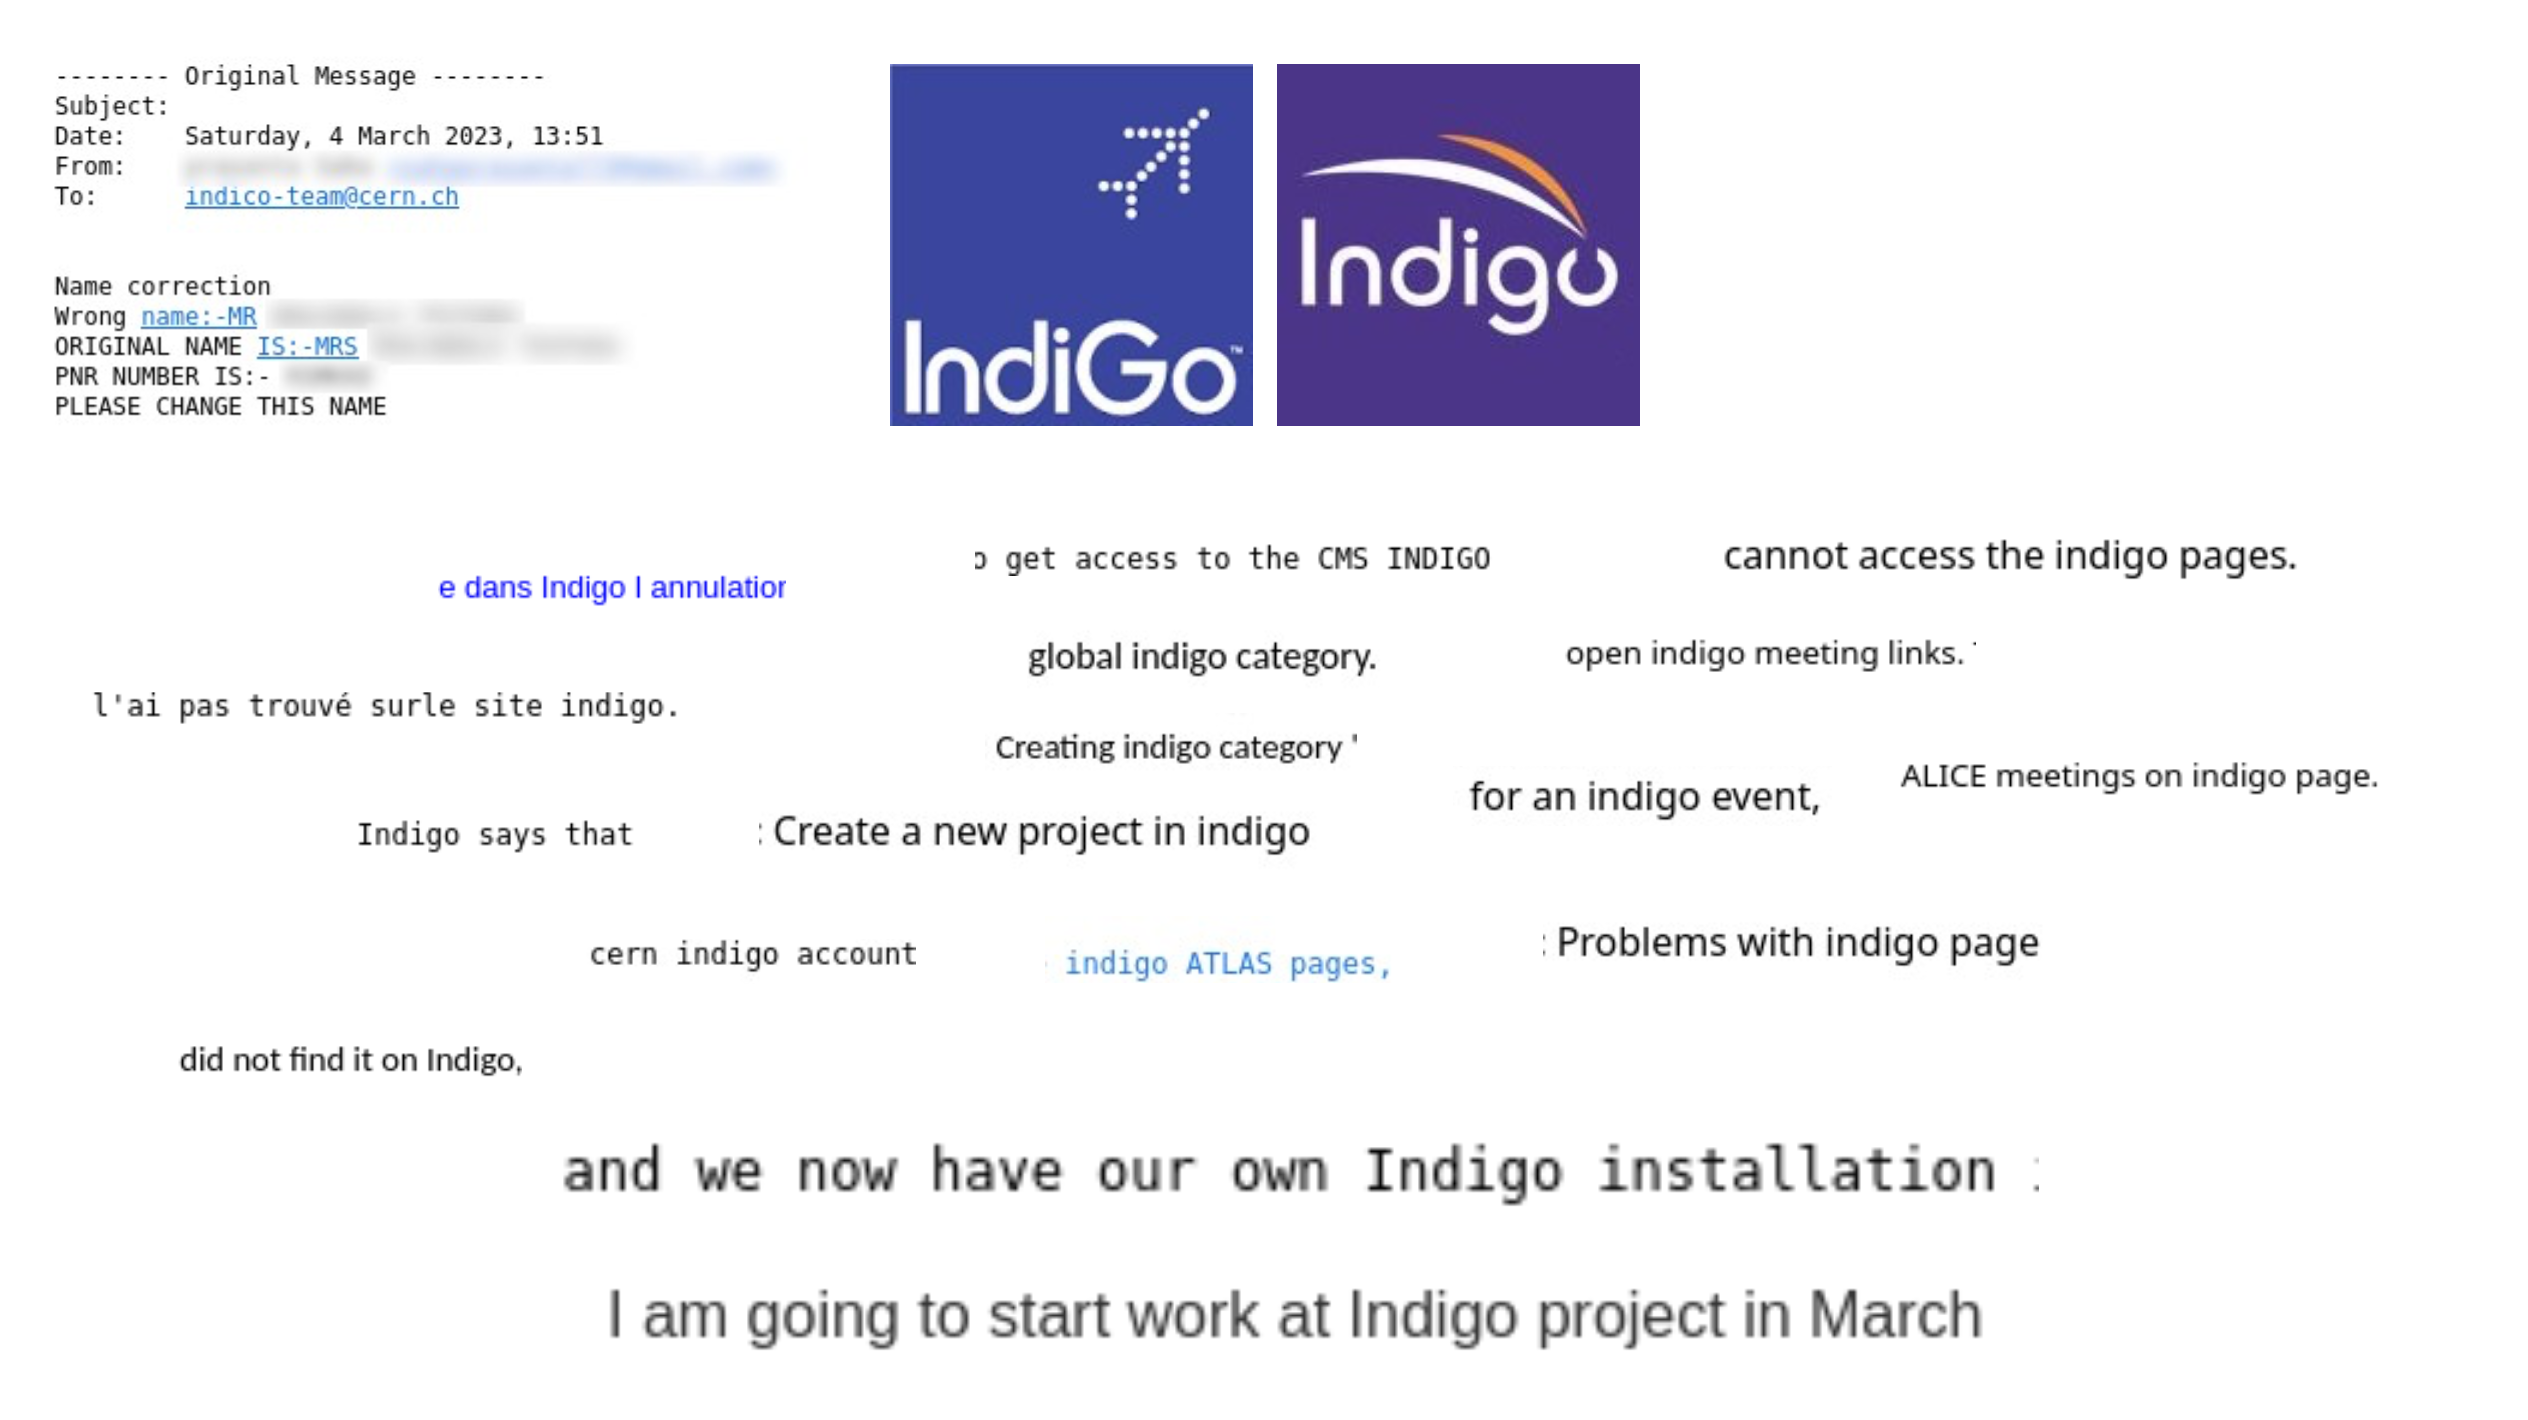 -------- Original Message --------
Subject:
Date: Saturday, 4 March 2023, 13:51
From:
To: indico-team@cern.ch
Name correction
Wrong name:-MR
ORIGINAL NAME IS:-MRS
PNR NUMBER IS:-
PLEASE CHANGE THIS NAME
IndiGo™
Indigo
o get access to the CMS INDIGO
cannot access the indigo pages.
e dans Indigo l annulation
global indigo category.
open indigo meeting links.
l'ai pas trouvé surle site indigo.
Creating indigo category '
for an indigo event,
ALICE meetings on indigo page.
Indigo says that
: Create a new project in indigo
cern indigo account
indigo ATLAS pages,
: Problems with indigo page
did not find it on Indigo,
and we now have our own Indigo installation
I am going to start work at Indigo project in March